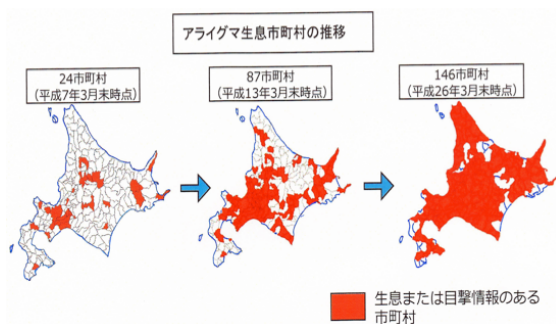 アライグマ生息市町村の推移
24市町村
（平成7年3月末時点）
87市町村
（平成13年3月末時点）
146市町村
（平成26年3月末時点）
生息または目撃情報のある
市町村